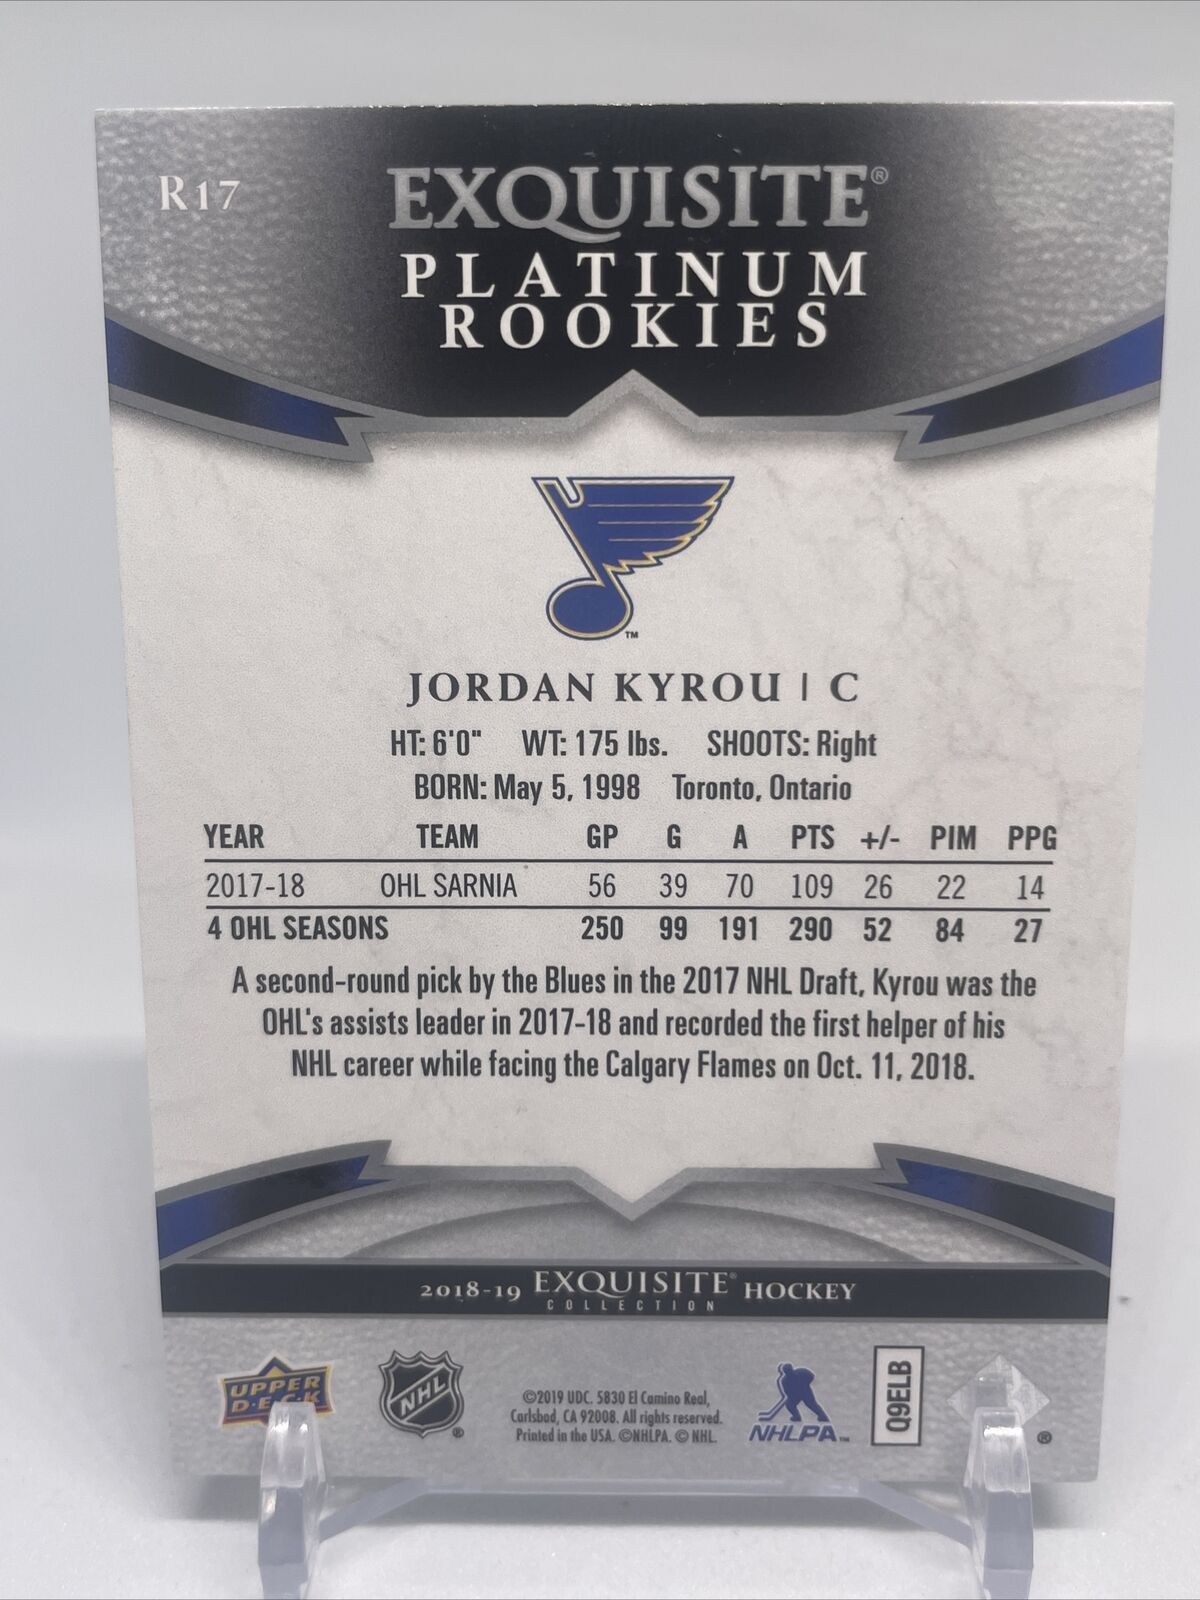 R17
EXQUISITE®
PLATINUM
ROOKIES
TM
JORDAN KYROU | C
HT: 6'0" WT: 175 lbs. SHOOTS: Right
BORN: May 5, 1998 Toronto, Ontario
YEAR TEAM GP G A PTS +/- PIM PPG
2017-18 OHL SARNIA 56 39 70 109 26 22 14
4 OHL SEASONS 250 99 191 290 52 84 27
A second-round pick by the Blues in the 2017 NHL Draft, Kyrou was the
OHL's assists leader in 2017-18 and recorded the first helper of his
NHL career while facing the Calgary Flames on Oct. 11, 2018.
2018-19 EXQUISITE® HOCKEY
COLLECTION
UPPER
DECK
NHL
®
©2019 UDC. 5830 El Camino Real,
Carlsbad, CA 92008. All rights reserved.
Printed in the USA. ©NHLPA. © NHL.
NHLPA™
Q9ELB
®